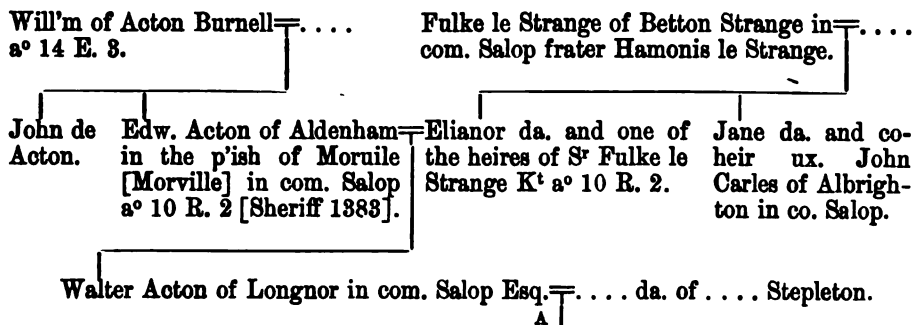 Will'm of Acton Burnell=. . . .
aº 14 E. 3.
Fulke le Strange of Betton Strange in=. . . .
com. Salop frater Hamonis le Strange.
John de
Acton.
Edw. Acton of Aldenham=
in the p'ish of Moruile
[Morville] in com. Salop
aº 10 R. 2 [Sheriff 1383].
Elianor da. and one of
the heires of Sʳ Fulke le
Strange Kᵗ aº 10 R. 2.
Jane da. and co-
heir ux. John
Carles of Albrigh-
ton in co. Salop.
Walter Acton of Longnor in com. Salop Esq.=. . . . da. of . . . . Stepleton.
A